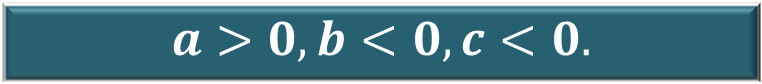 a > 0, b < 0, c < 0.